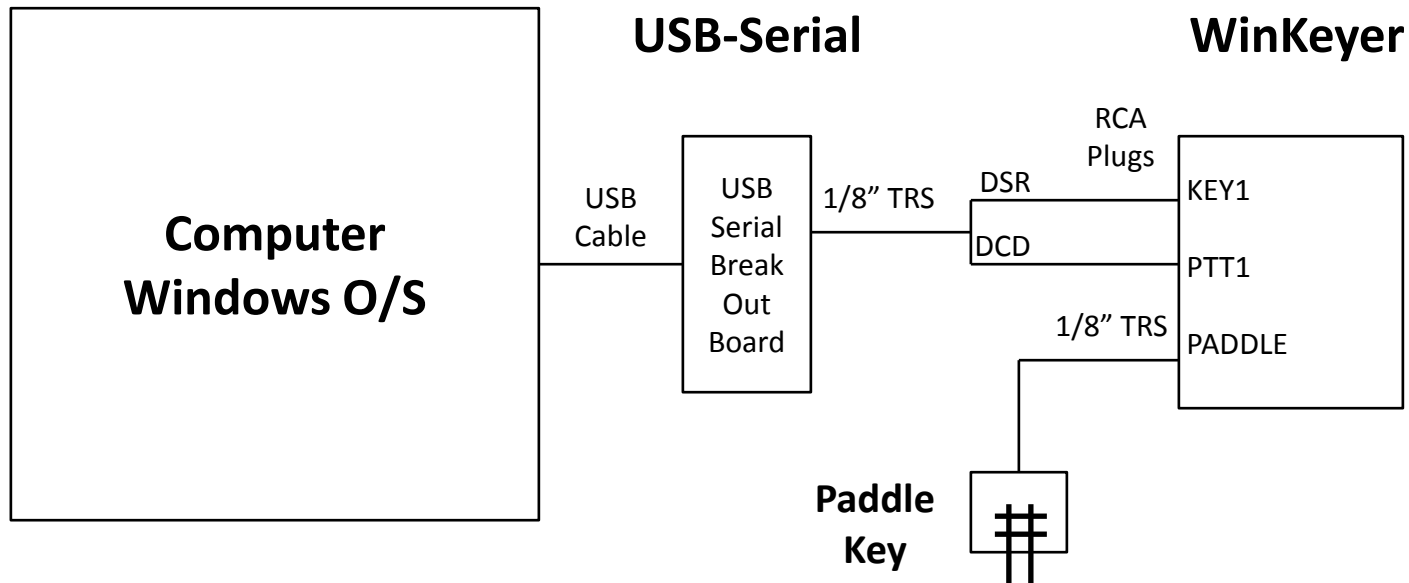 USB-Serial
WinKeyer
Computer
Windows O/S
USB
Cable
USB
Serial
Break
Out
Board
1/8” TRS
DSR
DCD
RCA
Plugs
KEY1
PTT1
1/8” TRS
PADDLE
Paddle
Key